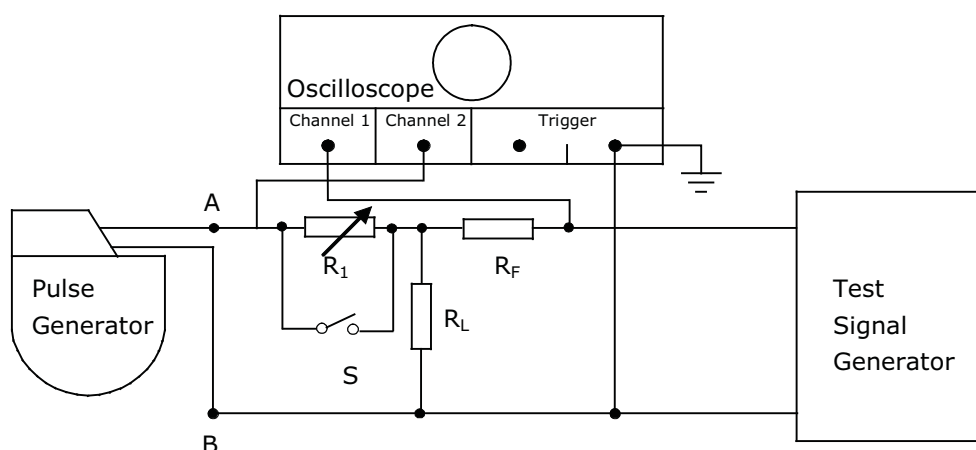 Oscilloscope
Channel 1 Channel 2 Trigger
A
R1
RF
Pulse
Generator
RL
S
Test
Signal
Generator
B